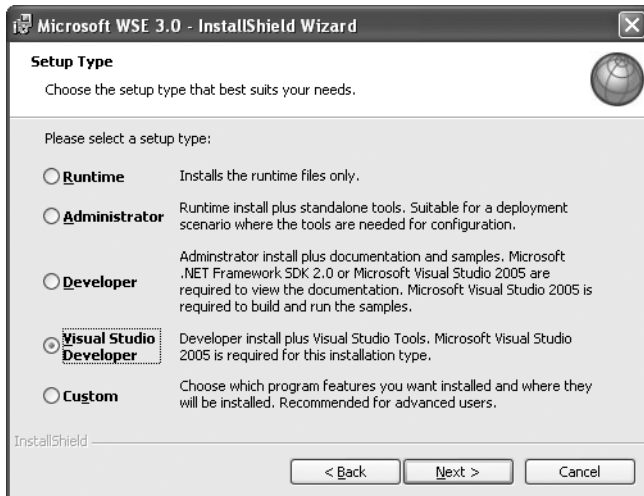 Microsoft WSE 3.0 - InstallShield Wizard
Setup Type
Choose the setup type that best suits your needs.
Please select a setup type:
Runtime
Installs the runtime files only.
Administrator
Runtime install plus standalone tools. Suitable for a deployment
scenario where the tools are needed for configuration.
Developer
Adminstrator install plus documentation and samples. Microsoft
.NET Framework SDK 2.0 or Microsoft Visual Studio 2005 are
required to view the documentation. Microsoft Visual Studio 2005 is
required to build and run the samples.
Visual Studio
Developer
Developer install plus Visual Studio Tools. Microsoft Visual Studio
2005 is required for this installation type.
Custom
Choose which program features you want installed and where they
will be installed. Recommended for advanced users.
InstallShield
< Back
Next >
Cancel